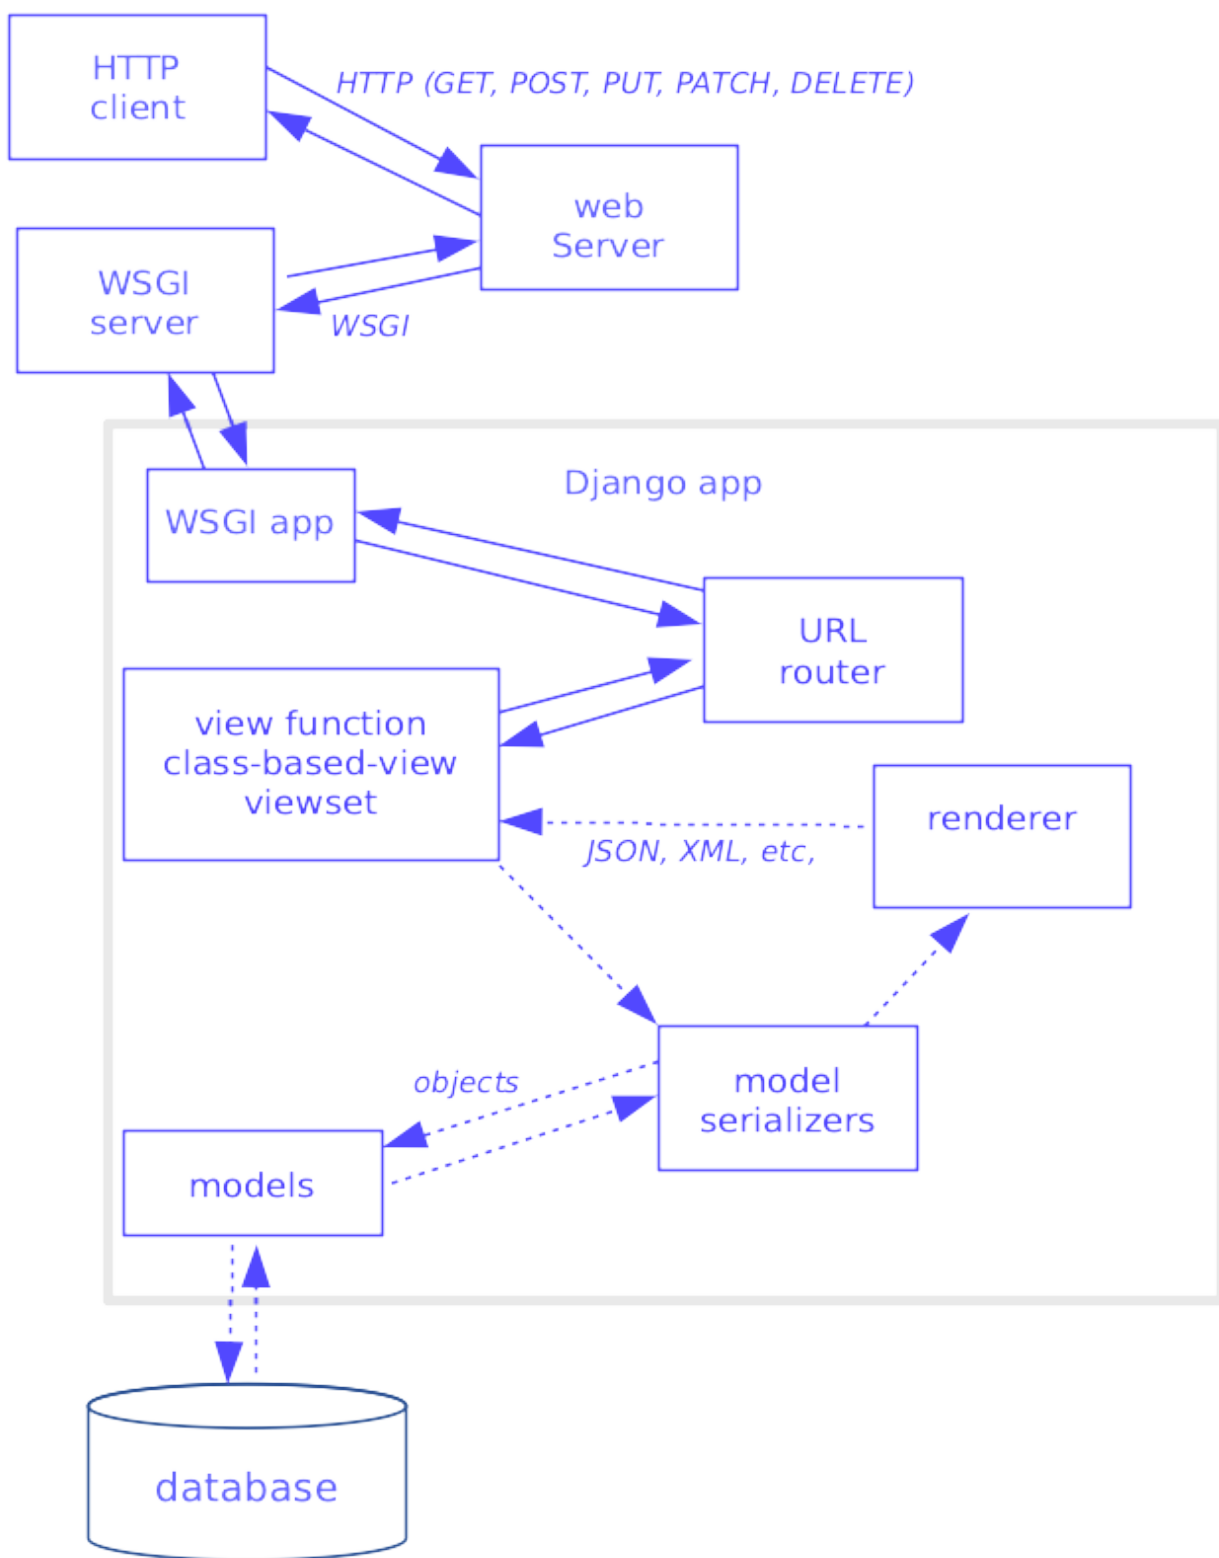 HTTP
client
HTTP (GET, POST, PUT, PATCH, DELETE)
web
Server
WSGI
server
WSGI
Django app
WSGI app
URL
router
view function
class-based-view
viewset
renderer
JSON, XML, etc,
model
serializers
objects
models
database